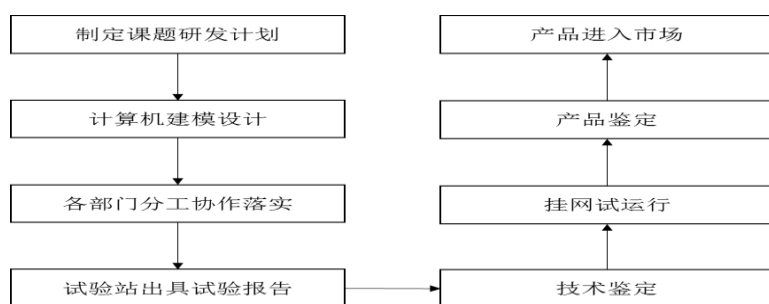 制定课题研发计划
计算机建模设计
各部门分工协作落实
试验站出具试验报告
技术鉴定
挂网试运行
产品鉴定
产品进入市场